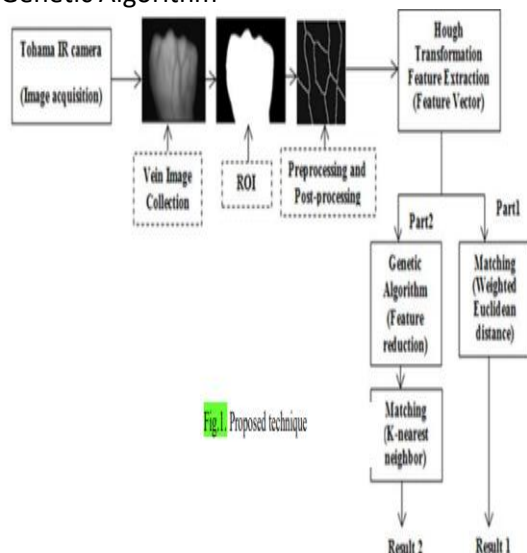 Genetic Algorithm
Tohama IR camera
(Image acquisition)
Hough
Transformation
Feature Extraction
(Feature Vector)
Vein Image
Collection
ROI
Preprocessing and
Post-processing
Part2
Part1
Genetic
Algorithm
(Feature
reduction)
Matching
(Weighted
Euclidean
distance)
Matching
(K-nearest
neighbor)
Fig.1. Proposed technique
Result 2
Result 1